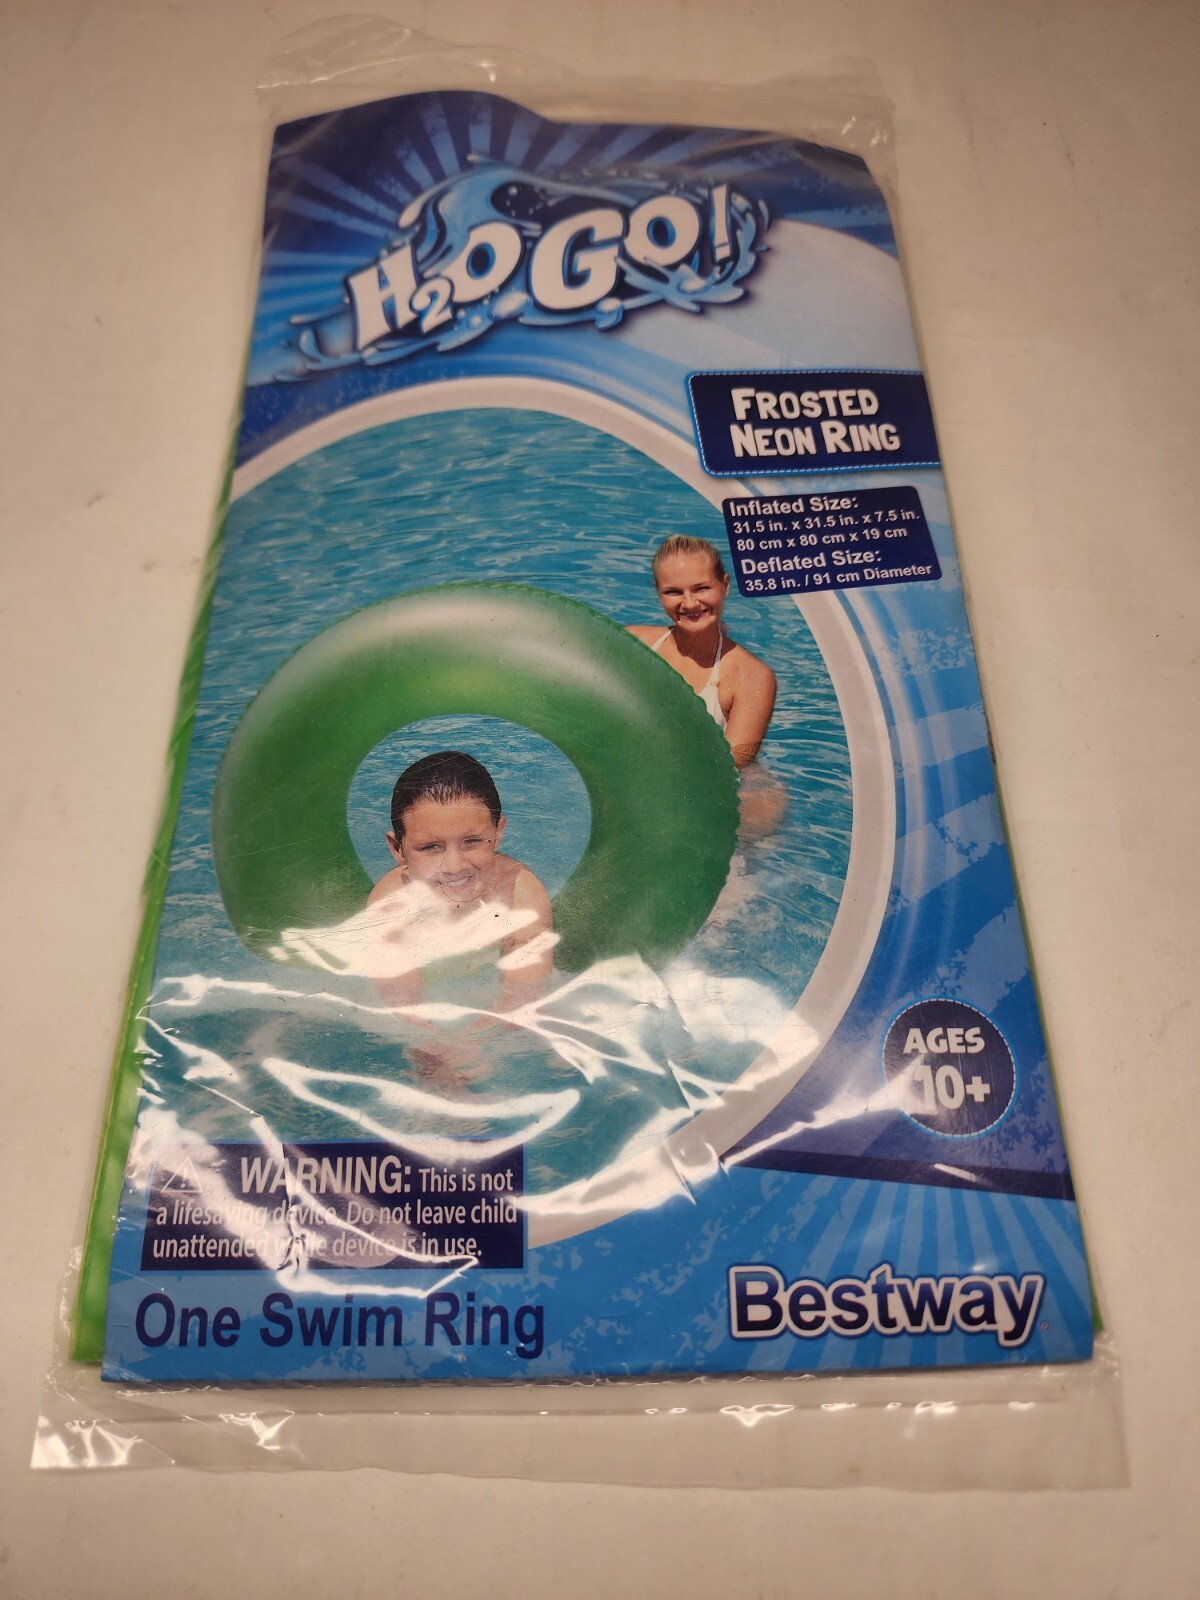 H2O GO!
FROSTED
NEON RING
Inflated Size:
31.5 in. x 31.5 in. x 7.5 in.
80 cm x 80 cm x 19 cm
Deflated Size:
35.8 in. / 91 cm Diameter
AGES
10+
WARNING: This is not
a lifesaving device. Do not leave child
unattended while device is in use.
One Swim Ring
Bestway